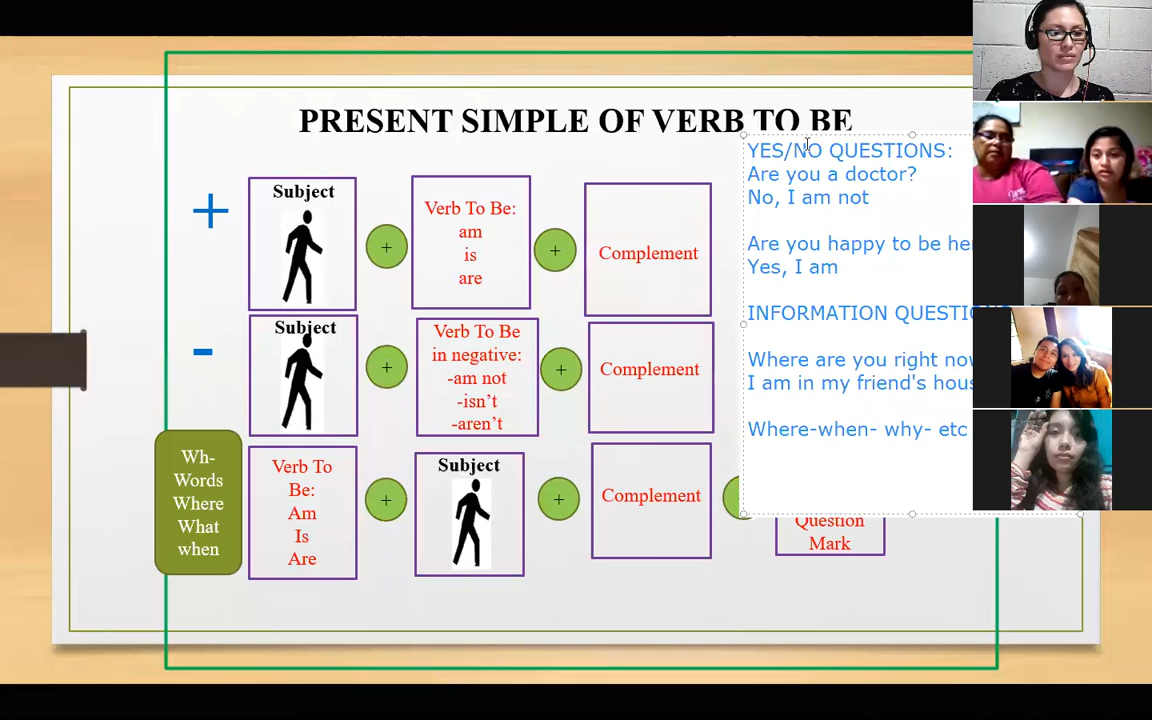 PRESENT SIMPLE OF VERB TO BE
+
Subject
+
Verb To Be:
am
is
are
+
Complement
-
Subject
+
Verb To Be
in negative:
-am not
-isn't
-aren't
+
Complement
Wh-
Words
Where
What
when
Verb To
Be:
Am
Is
Are
+
Subject
+
Complement
Question
Mark
YES/NO QUESTIONS:
Are you a doctor?
No, I am not
Are you happy to be
Yes, I am
INFORMATION
Where are you right
I am in my friend's
Where-when- why- etc